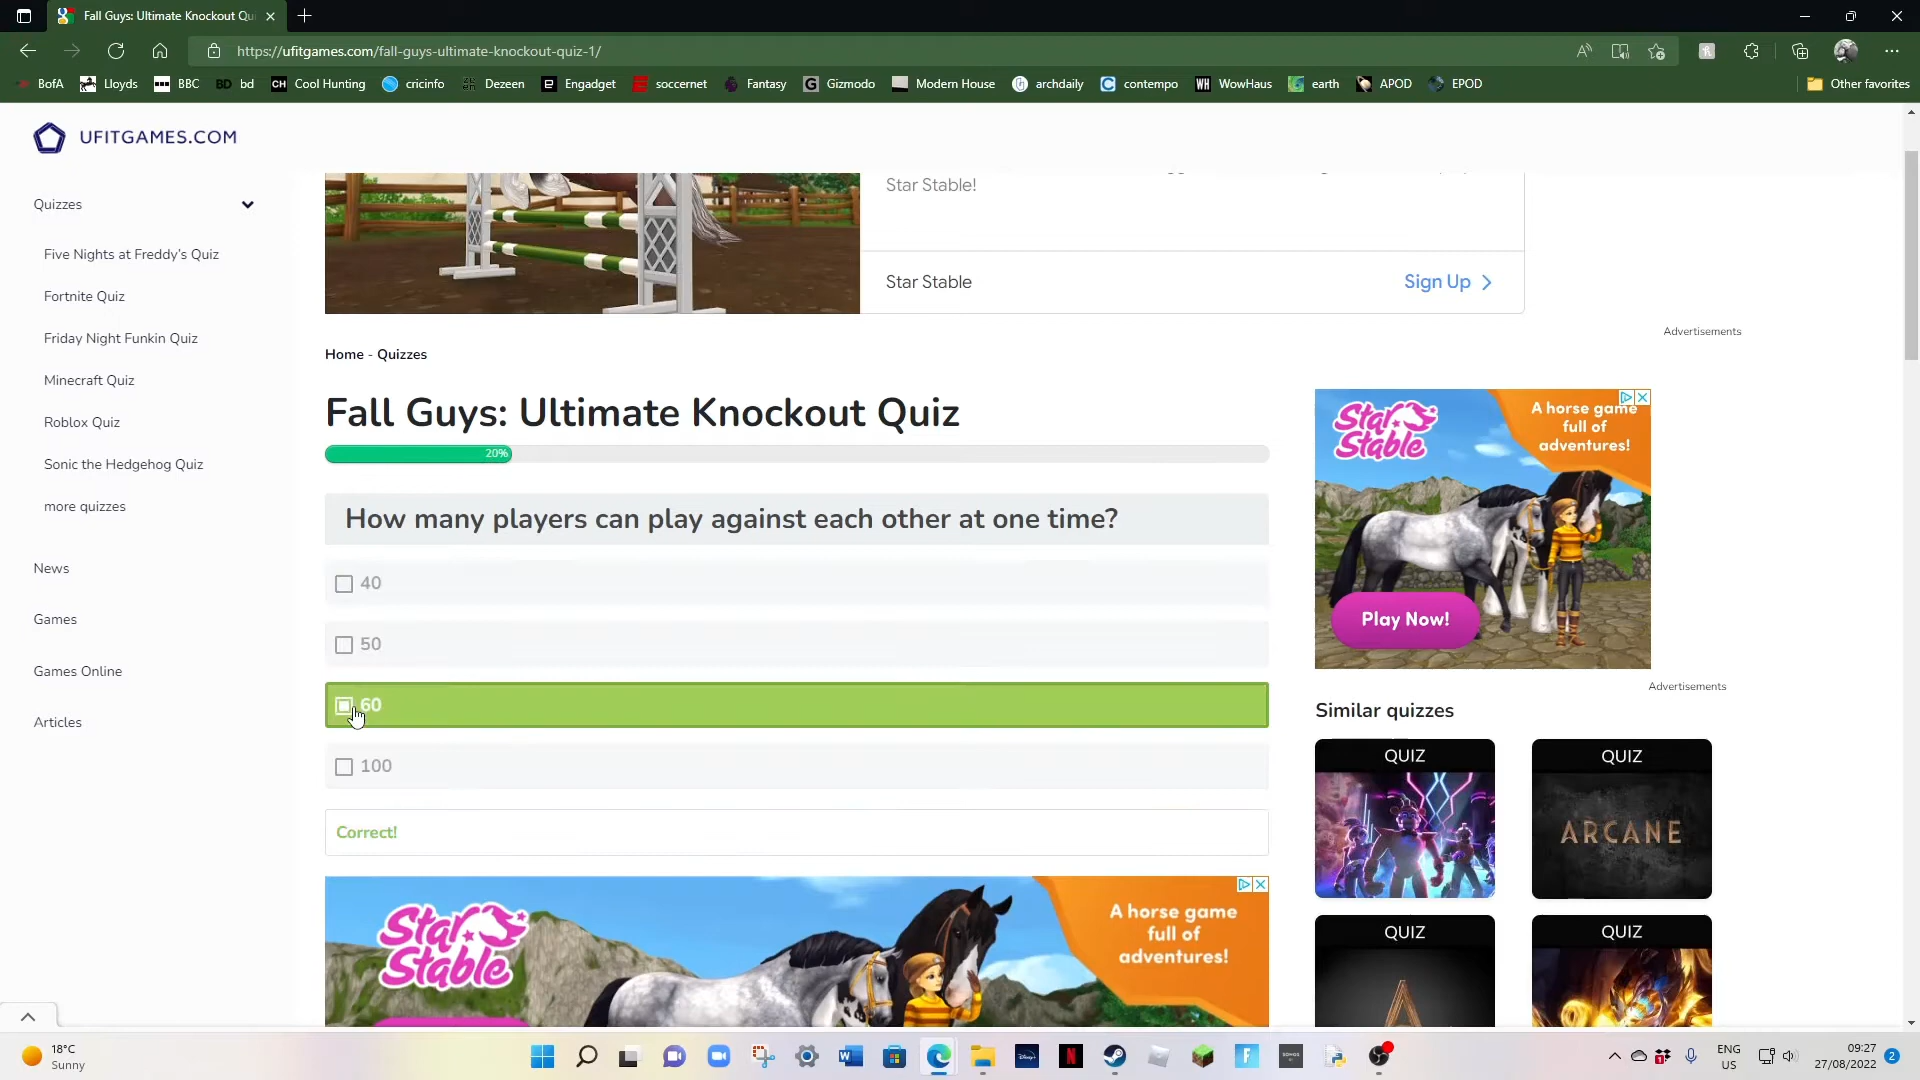 Fall Guys: Ultimate Knockout Qu
https://ufitgames.com/fall-guys-ultimate-knockout-quiz-1/
BofA Lloyds BBC BD bd CH Cool Hunting cricinfo Dezeen e Engadget soccernet Fantasy G Gizmodo Modern House archdaily C contempo WH WowHaus earth APOD EPOD Other favorites
UFITGAMES.COM
Quizzes
Five Nights at Freddy's Quiz
Fortnite Quiz
Friday Night Funkin Quiz
Minecraft Quiz
Roblox Quiz
Sonic the Hedgehog Quiz
more quizzes
News
Games
Games Online
Articles
Star Stable!
Star Stable
Sign Up
Advertisements
Home - Quizzes
Fall Guys: Ultimate Knockout Quiz
20%
How many players can play against each other at one time?
40
50
60
100
Correct!
Star Stable
A horse game
full of
adventures!
Star Stable
A horse game
full of
adventures!
Play Now!
Advertisements
Similar quizzes
QUIZ
QUIZ
ARCANE
QUIZ
QUIZ
18°C
Sunny
ENG
US
09:27
27/08/2022
2